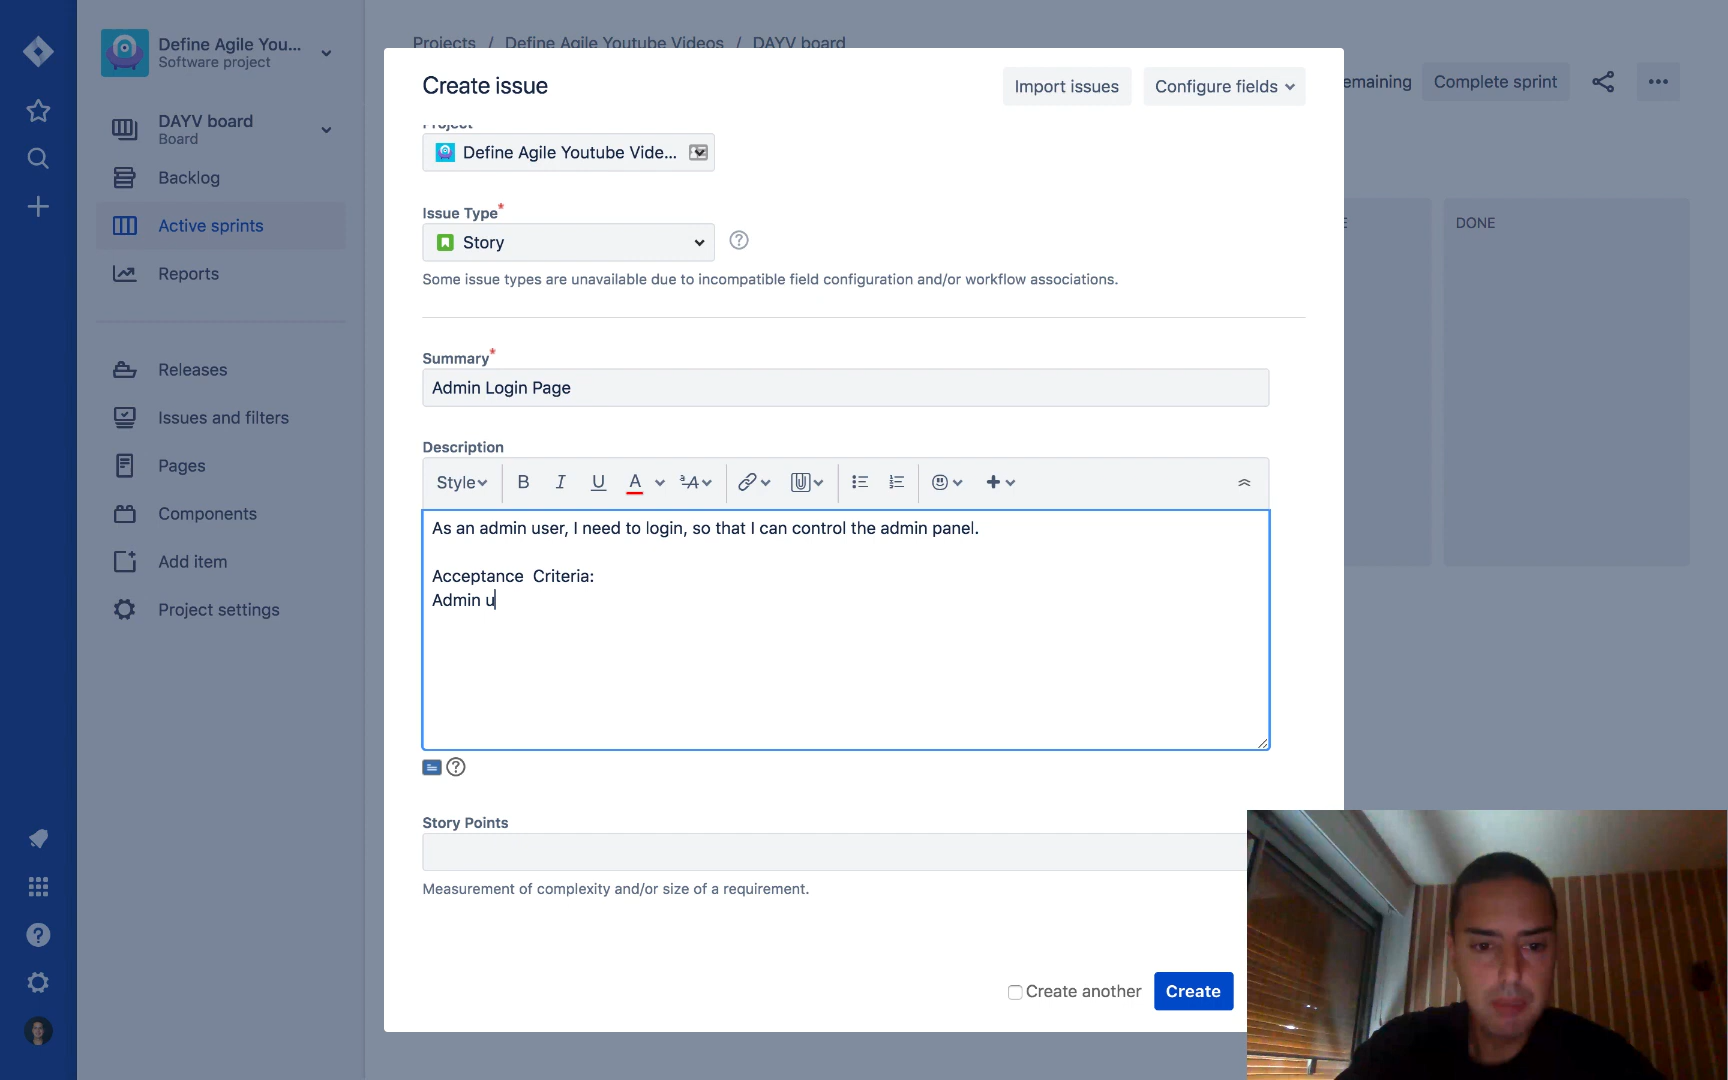 Define Agile You...
Software project
DAYV board
Board
Backlog
Active sprints
Reports
Releases
Issues and filters
Pages
Components
Add item
Project settings
Projects / Define Agile Youtube Videos / DAYV board
emaining
Complete sprint
DONE
Create issue
Import issues
Configure fields
Project
Define Agile Youtube Vide...
Issue Type*
Story
Some issue types are unavailable due to incompatible field configuration and/or workflow associations.
Summary*
Admin Login Page
Description
Style
As an admin user, I need to login, so that I can control the admin panel.
Acceptance  Criteria:
Admin u
Story Points
Measurement of complexity and/or size of a requirement.
Create another
Create